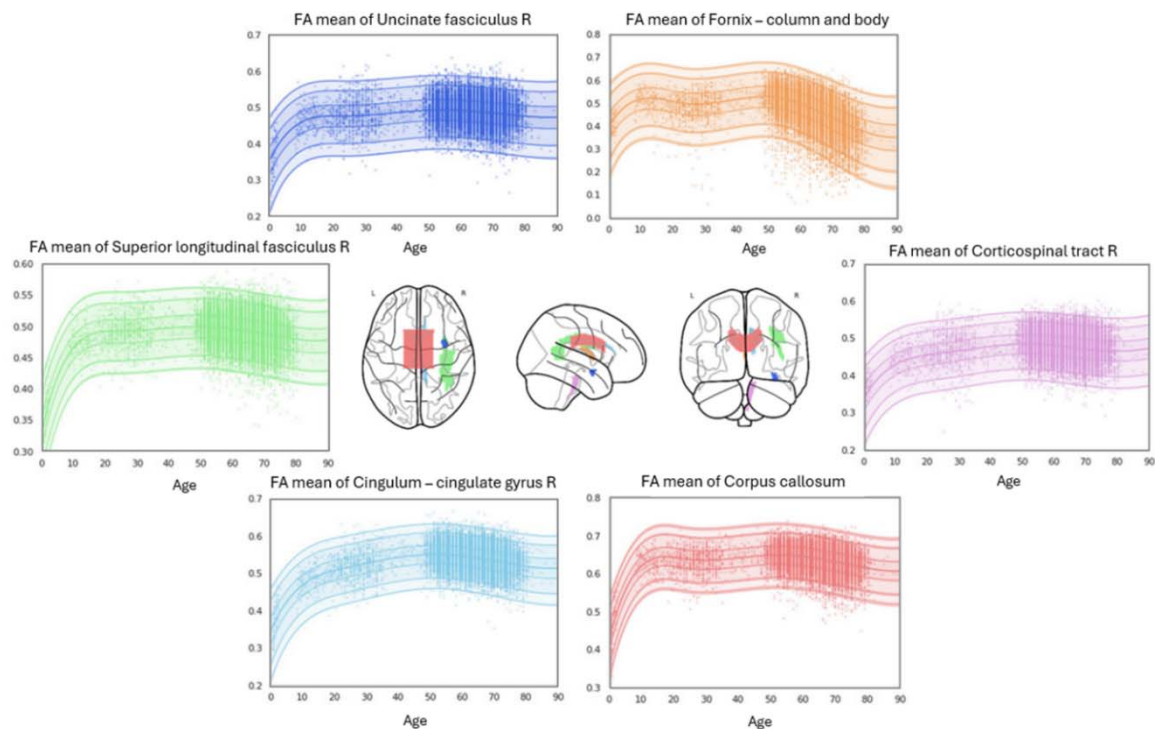 FA mean of Uncinate fasciculus R
0.7
0.6
0.5
0.4
0.3
0.2
0 10 20 30 40 50 60 70 80 90
Age
FA mean of Fornix – column and body
0.8
0.7
0.6
0.5
0.4
0.3
0.2
0.1
0.0
0 10 20 30 40 50 60 70 80 90
Age
FA mean of Superior longitudinal fasciculus R
0.60
0.55
0.50
0.45
0.40
0.35
0.30
0 10 20 30 40 50 60 70 80 90
Age
L R
L R
FA mean of Corticospinal tract R
0.7
0.6
0.5
0.4
0.3
0.2
0 10 20 30 40 50 60 70 80 90
Age
FA mean of Cingulum – cingulate gyrus R
0.7
0.6
0.5
0.4
0.3
0.2
0 10 20 30 40 50 60 70 80 90
Age
FA mean of Corpus callosum
0.8
0.7
0.6
0.5
0.4
0.3
0 10 20 30 40 50 60 70 80 90
Age